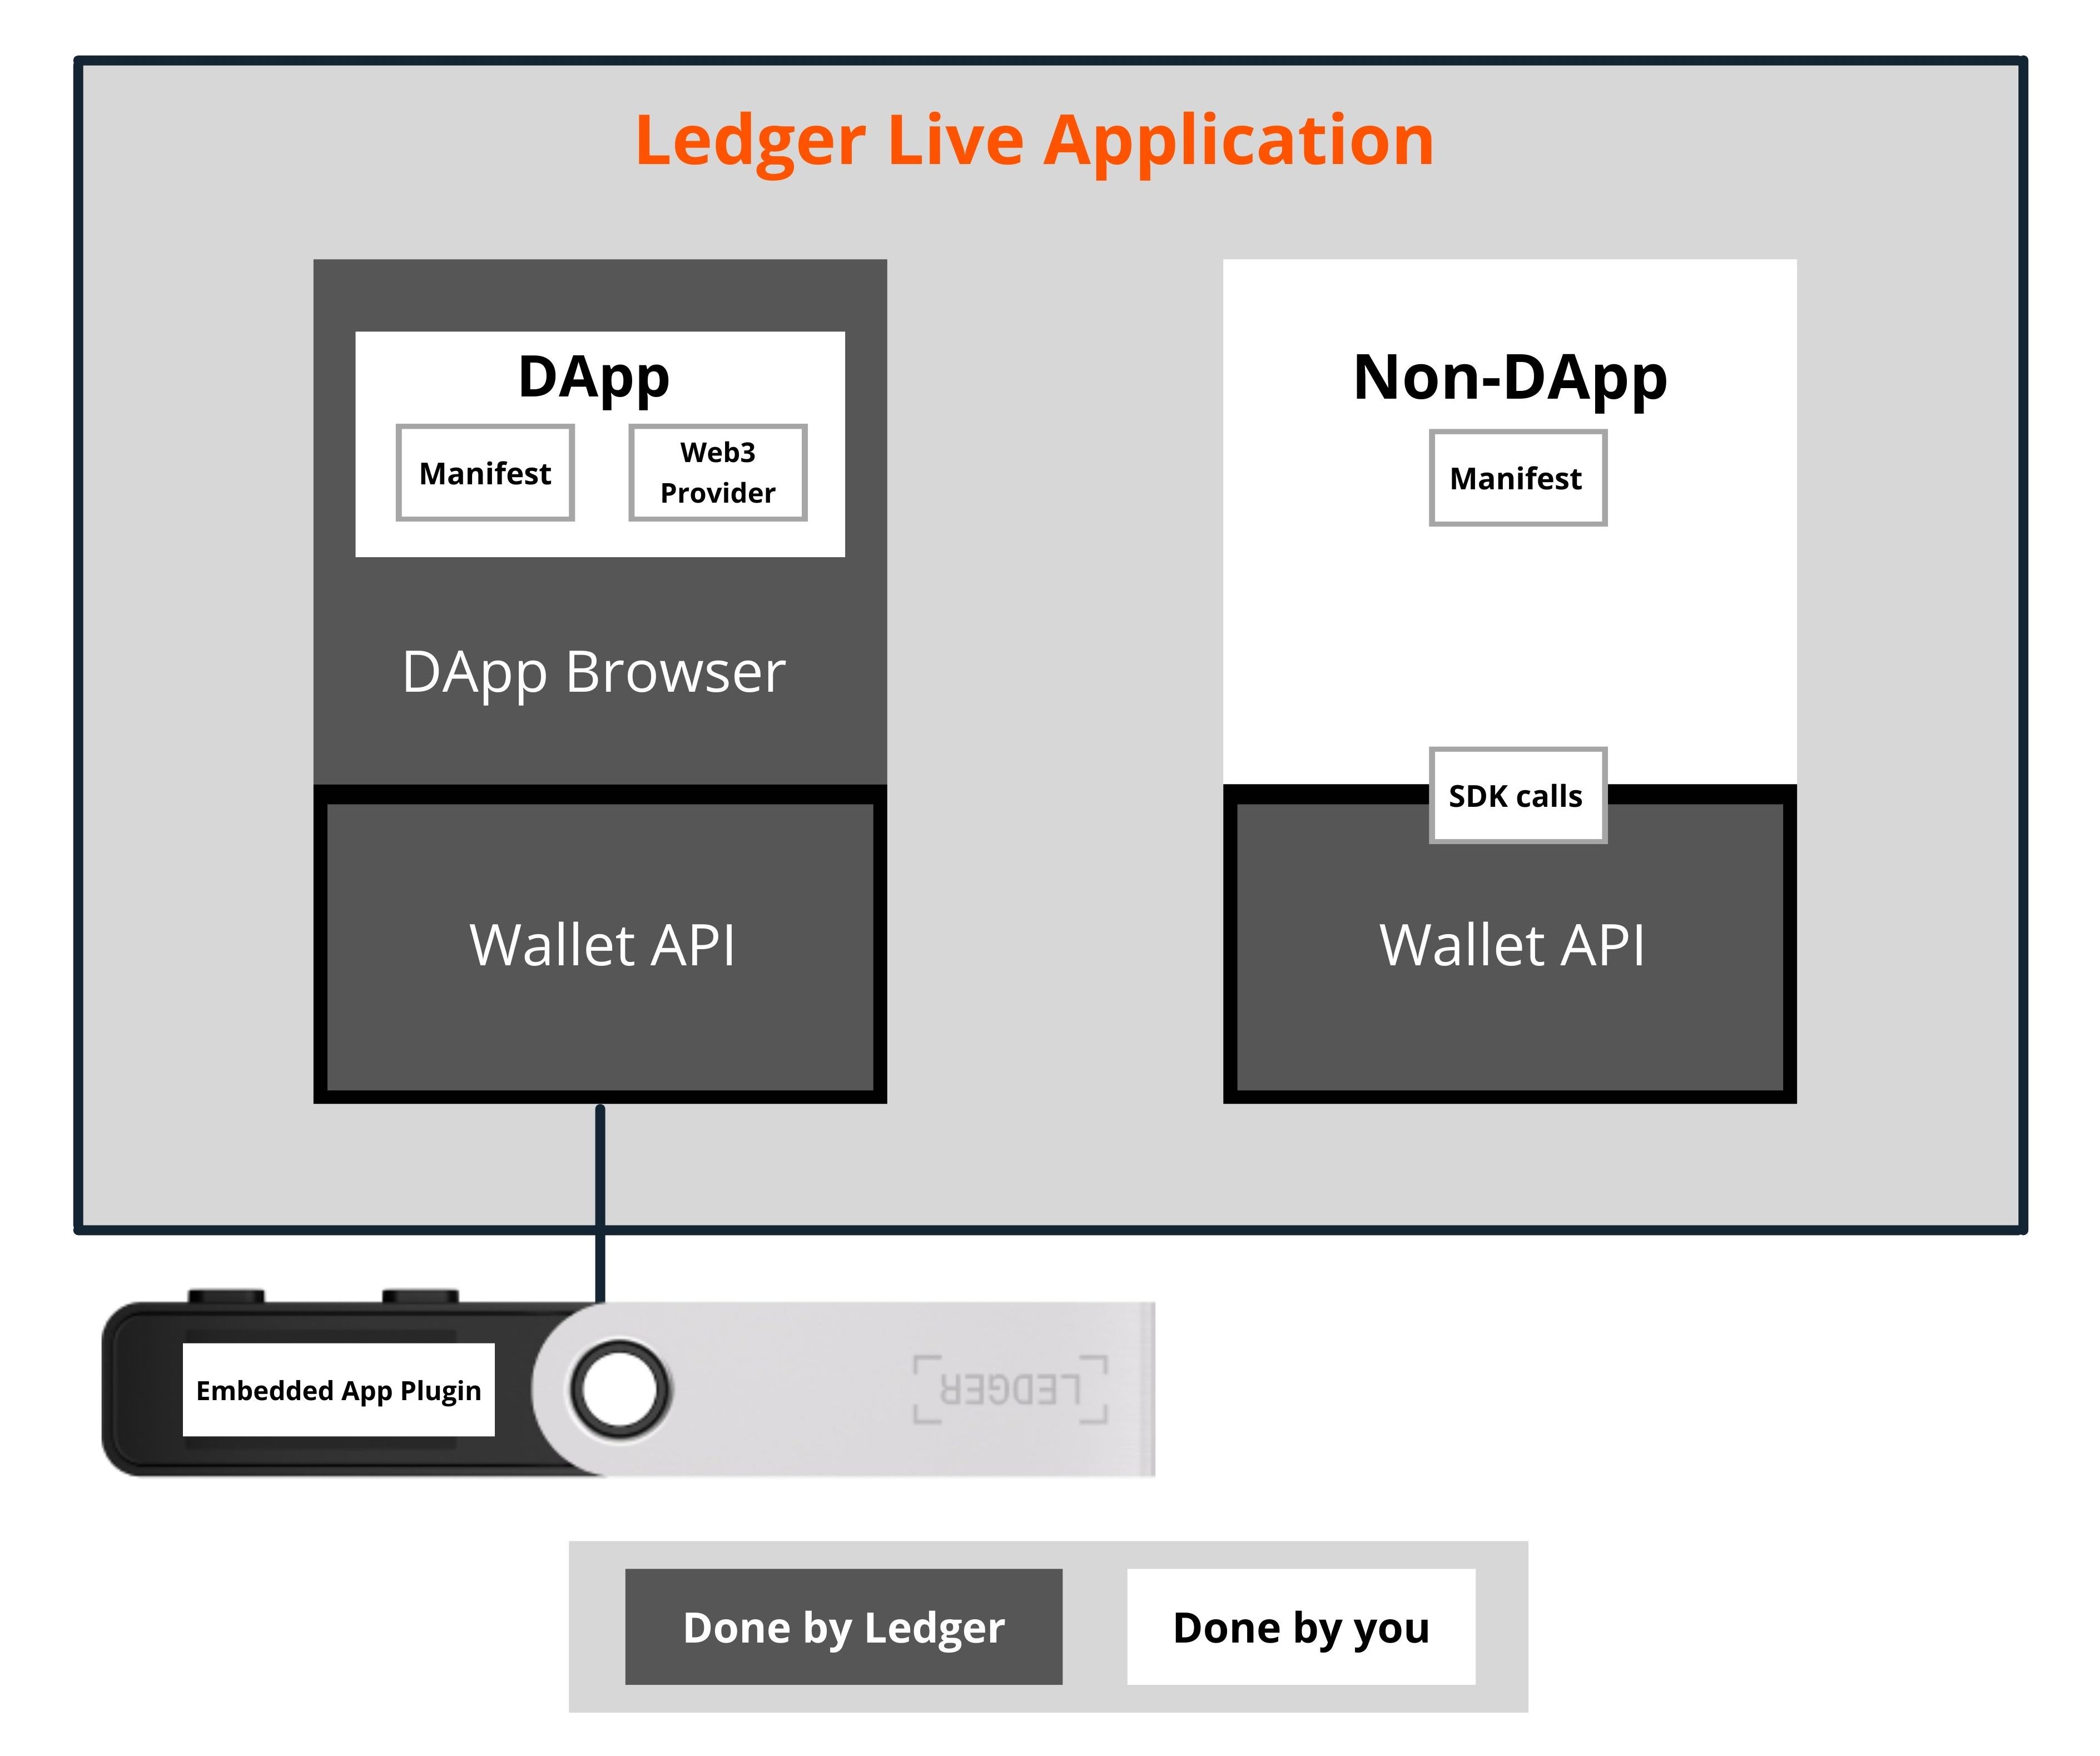 Ledger Live Application
DApp
Manifest
Web3
Provider
DApp Browser
Wallet API
Non-DApp
Manifest
SDK calls
Wallet API
Embedded App Plugin
LEDGER
Done by Ledger
Done by you